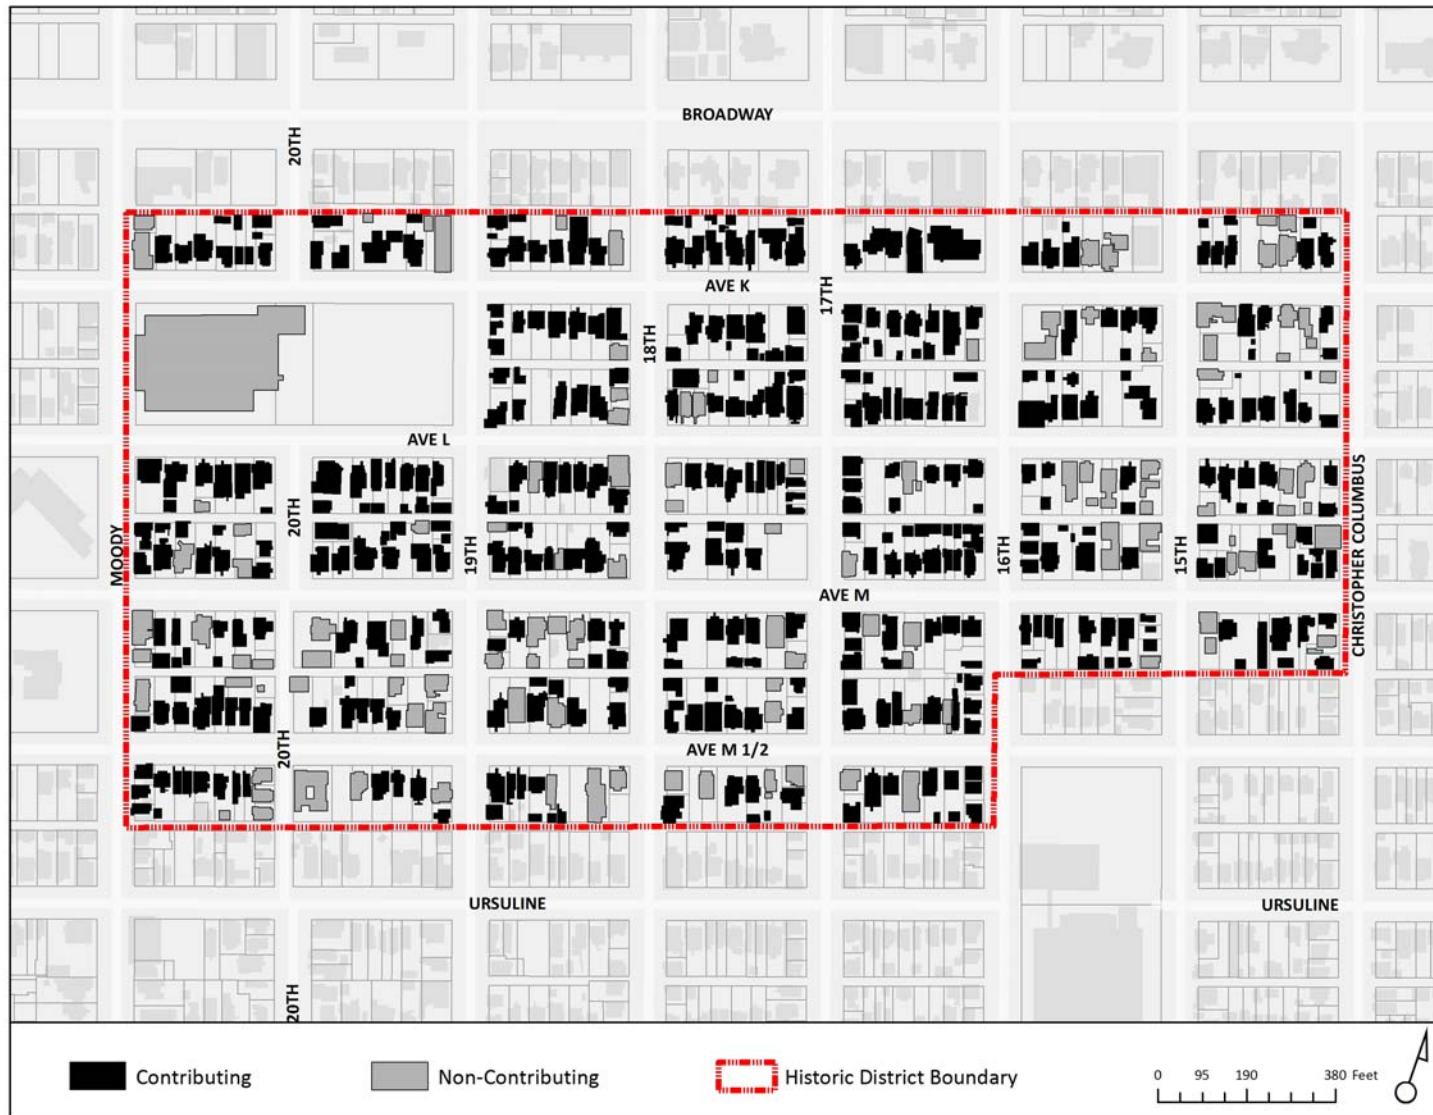 BROADWAY
20TH
AVE K
17TH
18TH
AVE L
20TH
MOODY
19TH
16TH
15TH
CHRISTOPHER COLUMBUS
AVE M
20TH
AVE M 1/2
URSULINE
URSULINE
20TH
Contributing
Non-Contributing
Historic District Boundary
0 95 190 380 Feet